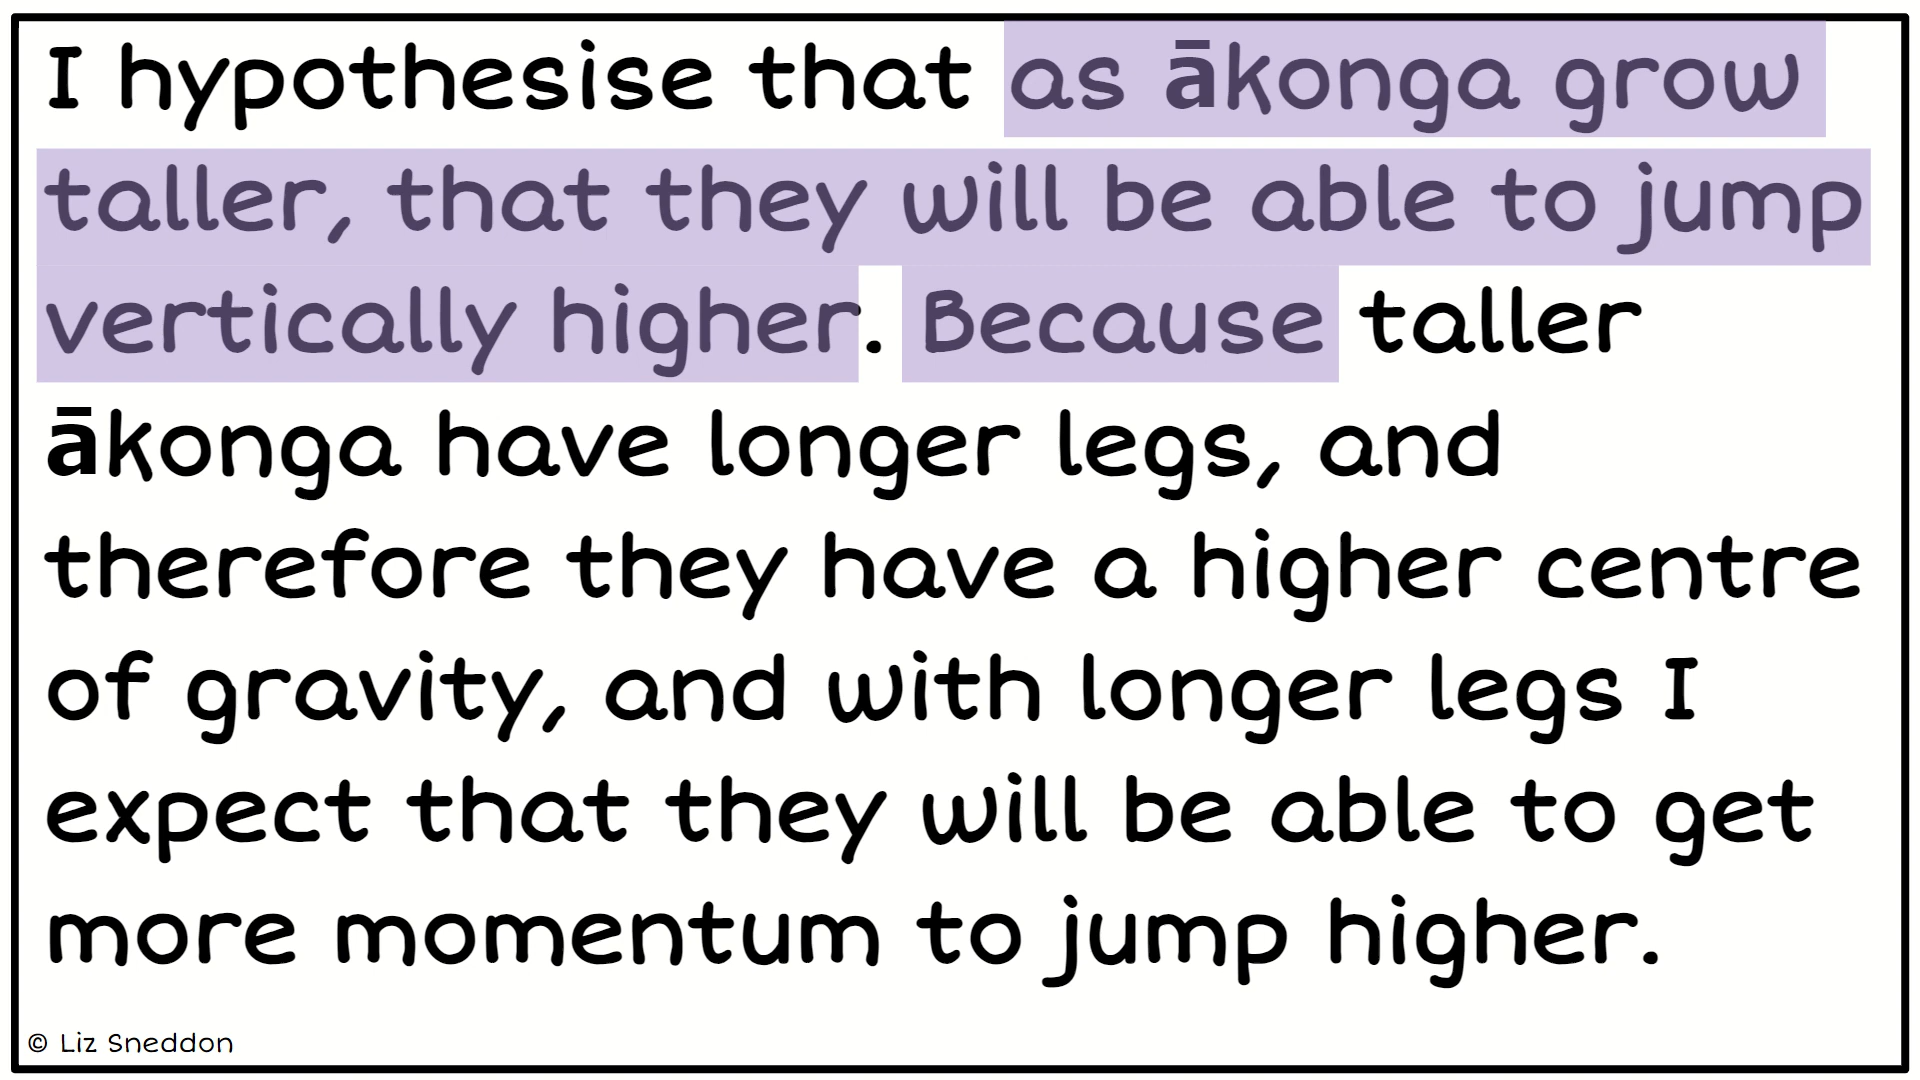 I hypothesise that as ākonga grow
taller, that they will be able to jump
vertically higher. Because taller
ākonga have longer legs, and
therefore they have a higher centre
of gravity, and with longer legs I
expect that they will be able to get
more momentum to jump higher.
© Liz Sneddon